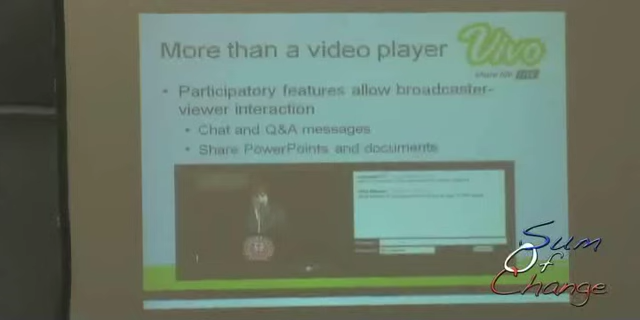 More than a video player
Vivo
• Participatory features allow broadcaster-
viewer interaction
• Chat and Q&A messages
• Share PowerPoints and documents
Sum
Of
Change